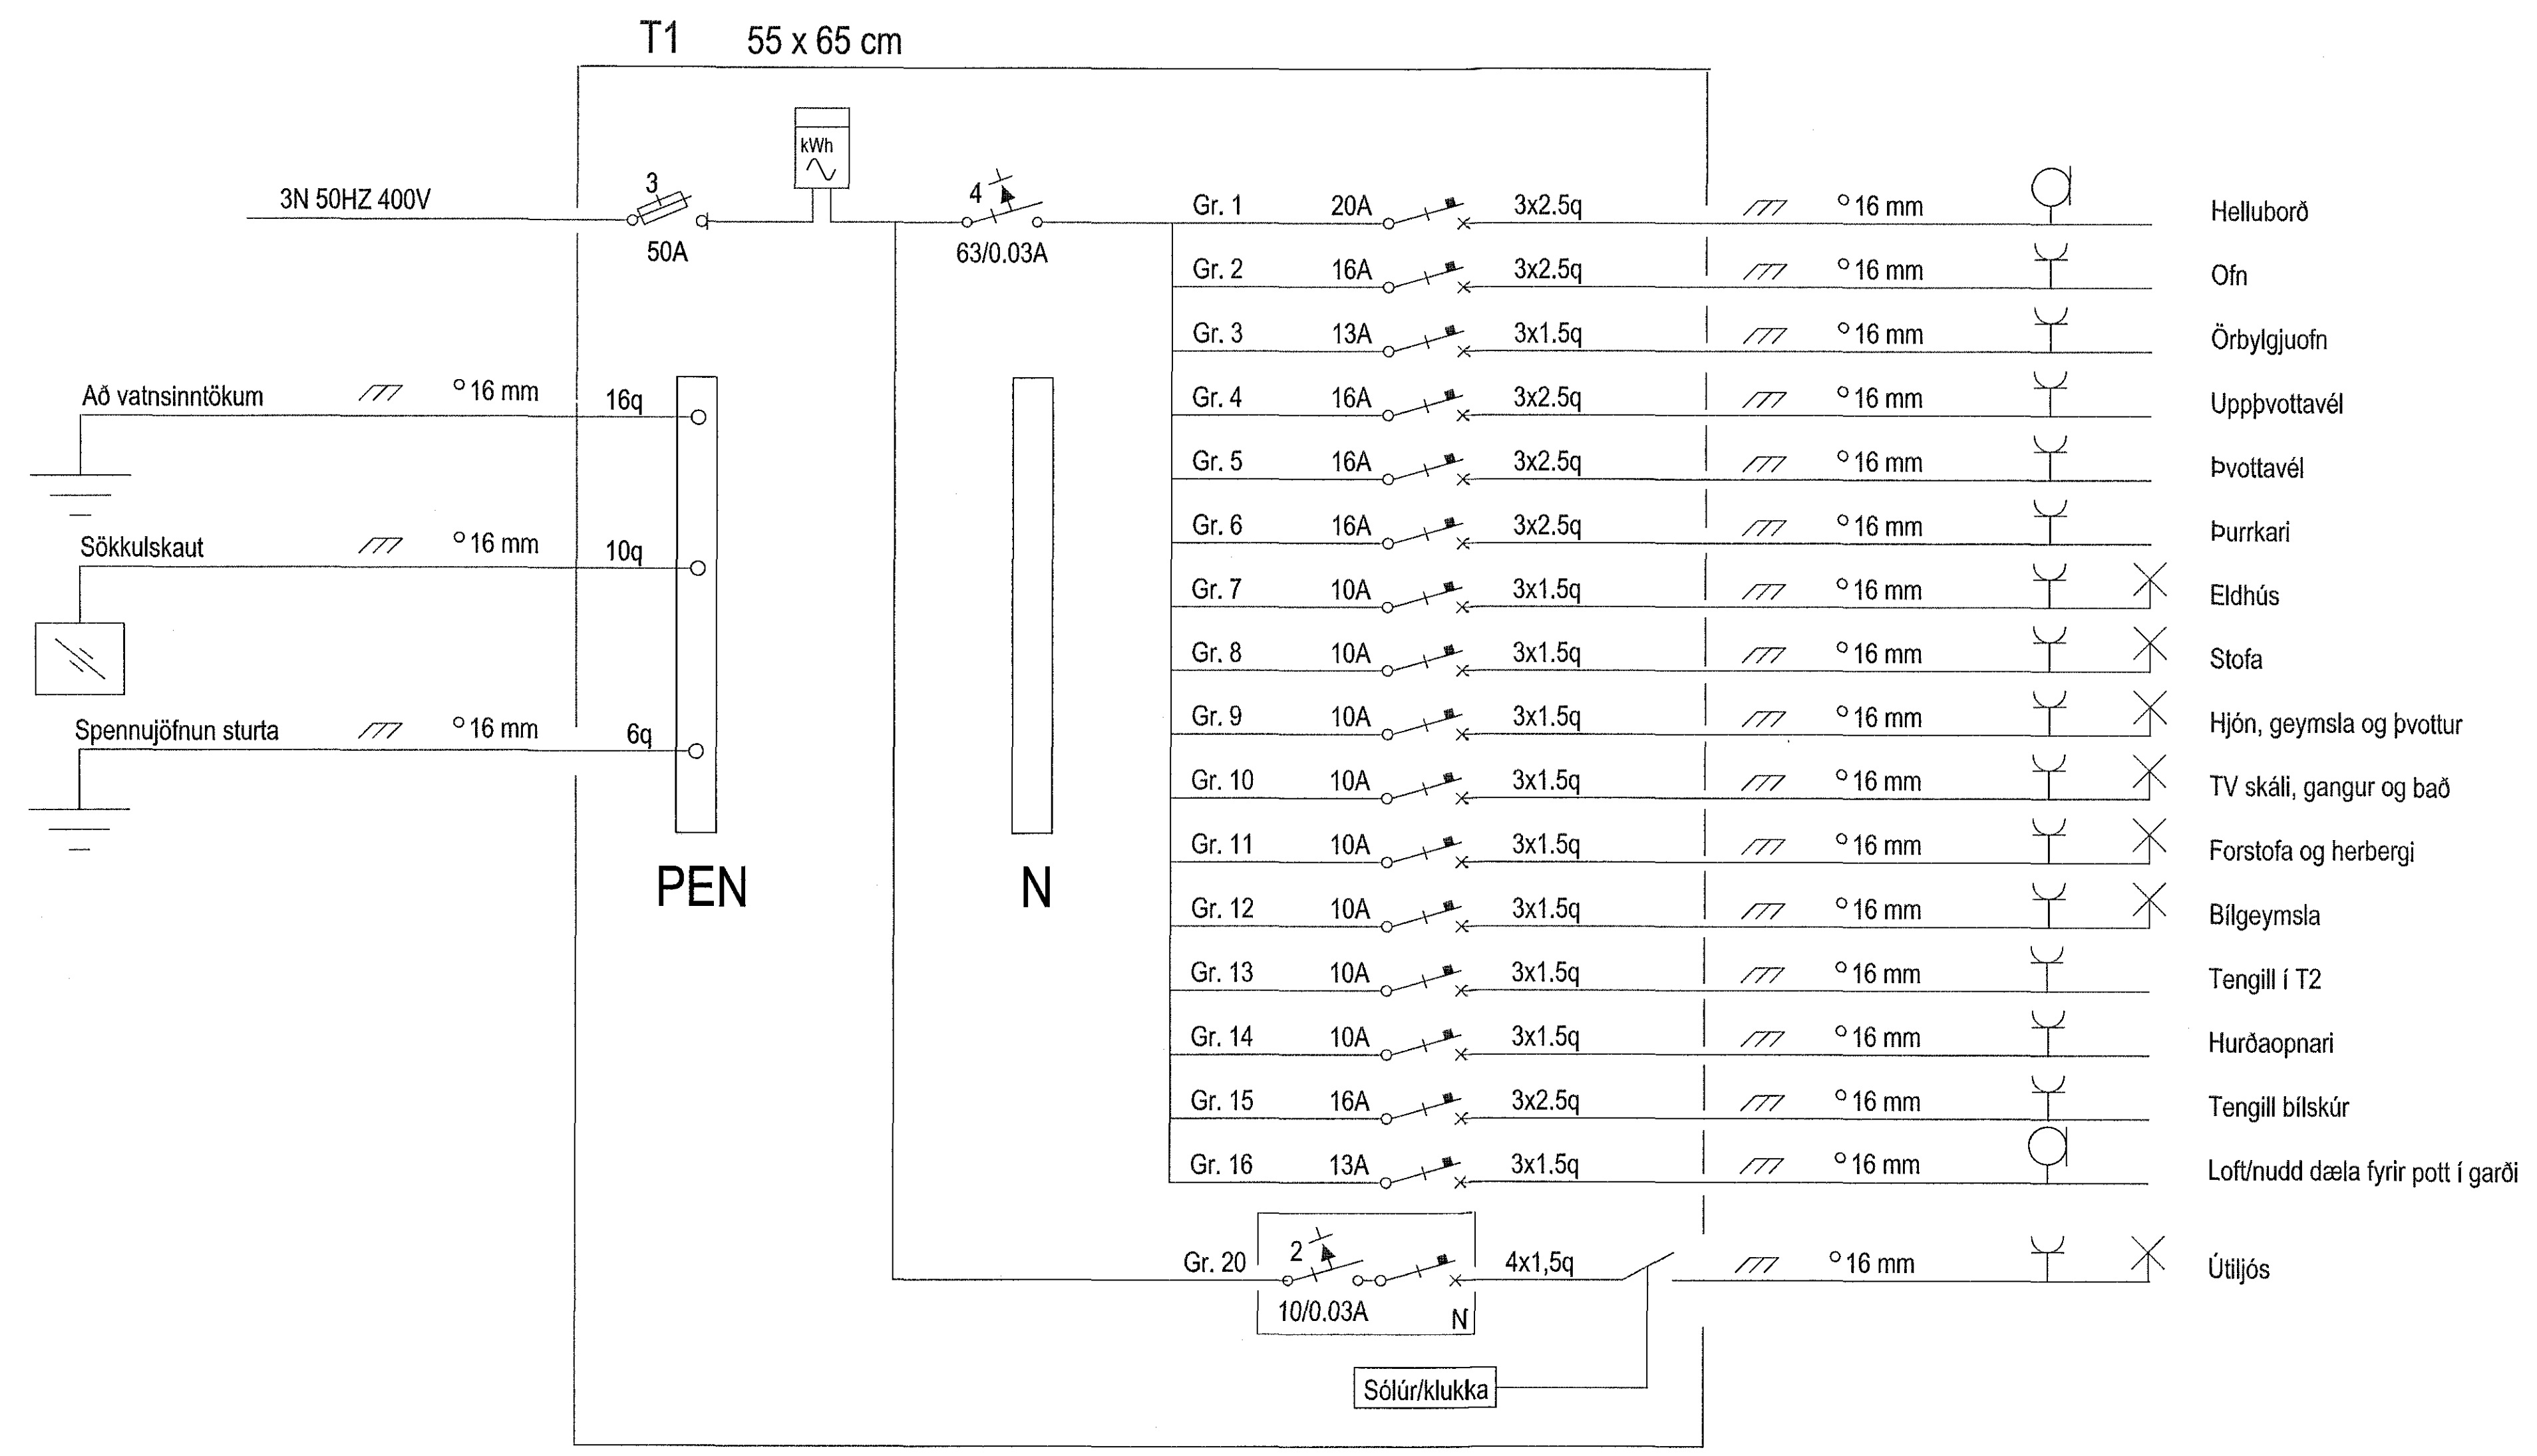 T1 55 x 65 cm
kWh
3N 50HZ 400V 3 4
50A 63/0.03A
Gr. 1 20A 3x2.5q 16 mm Helluborð
Gr. 2 16A 3x2.5q 16 mm Ofn
Gr. 3 13A 3x1.5q 16 mm Örbylgjuofn
Gr. 4 16A 3x2.5q 16 mm Uppþvottavél
Gr. 5 16A 3x2.5q 16 mm Þvottavél
Gr. 6 16A 3x2.5q 16 mm Þurrkari
Gr. 7 10A 3x1.5q 16 mm Eldhús
Gr. 8 10A 3x1.5q 16 mm Stofa
Gr. 9 10A 3x1.5q 16 mm Hjón, geymsla og þvottur
Gr. 10 10A 3x1.5q 16 mm TV skáli, gangur og bað
Gr. 11 10A 3x1.5q 16 mm Forstofa og herbergi
Gr. 12 10A 3x1.5q 16 mm Bílgeymsla
Gr. 13 10A 3x1.5q 16 mm Tengill í T2
Gr. 14 10A 3x1.5q 16 mm Hurðaopnari
Gr. 15 16A 3x2.5q 16 mm Tengill bílskúr
Gr. 16 13A 3x1.5q 16 mm Loft/nudd dæla fyrir pott í garði
Að vatnsinntökum 16 mm 16q
Sökkulskaut 16 mm 10q
Spennujöfnun sturta 16 mm 6q
PEN N
Gr. 20 2 4x1,5q 16 mm Útiljós
10/0.03A N
Sólúr/klukka